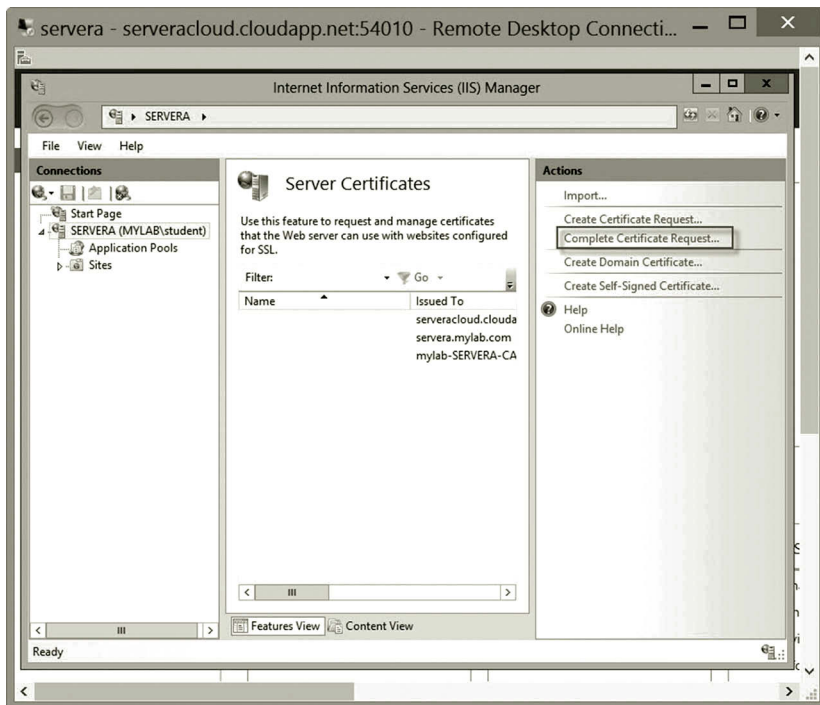 servera - serveracloud.cloudapp.net:54010 - Remote Desktop Connecti...
Internet Information Services (IIS) Manager
SERVERA
File View Help
Connections
Start Page
SERVERA (MYLAB\student)
Application Pools
Sites
Server Certificates
Use this feature to request and manage certificates
that the Web server can use with websites configured
for SSL.
Filter: Go
Name Issued To
serveracloud.clouda
servera.mylab.com
mylab-SERVERA-CA
Features View Content View
Actions
Import...
Create Certificate Request...
Complete Certificate Request...
Create Domain Certificate...
Create Self-Signed Certificate...
Help
Online Help
Ready